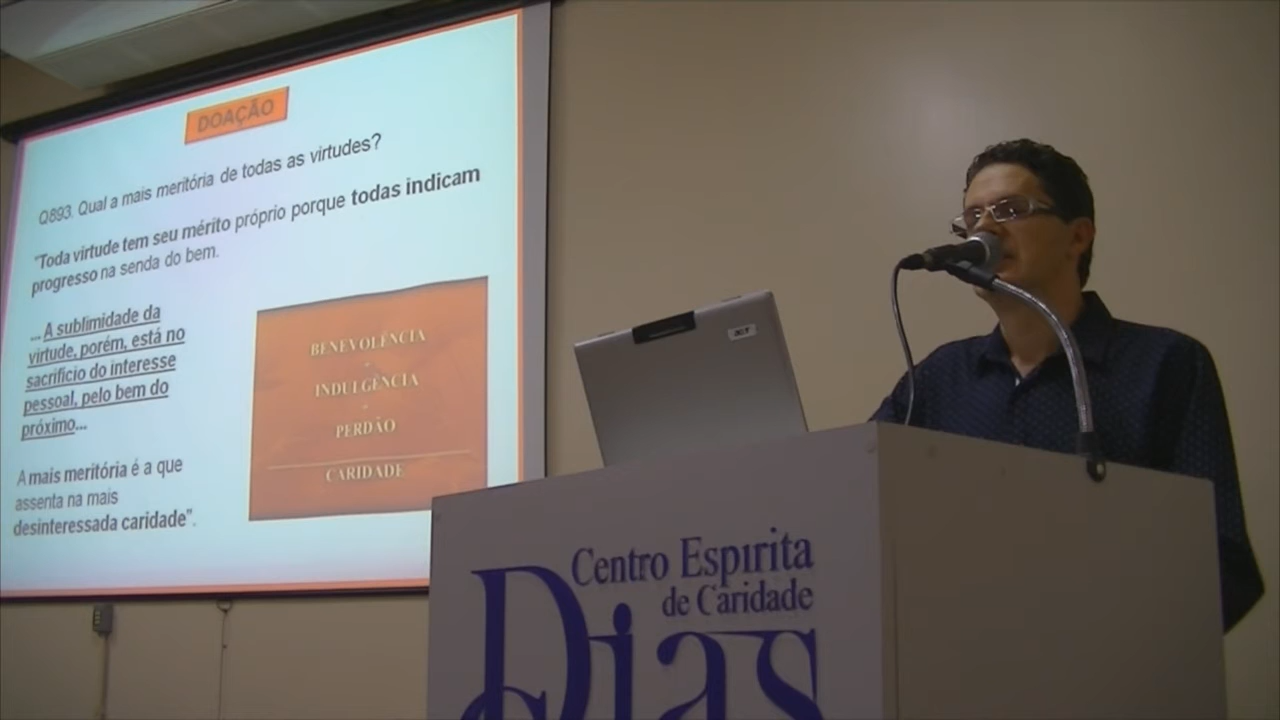 DOAÇÃO
Q893. Qual a mais meritória de todas as virtudes?
"Toda virtude tem seu mérito próprio porque todas indicam
progresso na senda do bem.
... A sublimidade da
virtude, porém, está no
sacrifício do interesse
pessoal, pelo bem do
próximo...
A mais meritória é a que
assenta na mais
desinteressada caridade".
BENEVOLÊNCIA
+
INDULGÊNCIA
+
PERDÃO
CARIDADE
acer
Centro Espírita
de Caridade
Dias